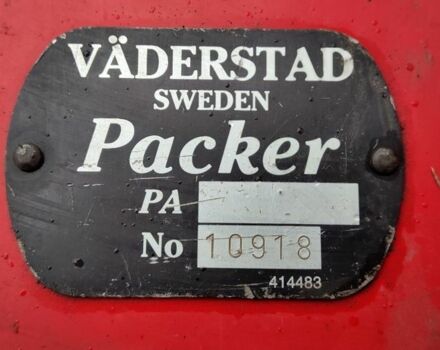 VÄDERSTAD
SWEDEN
Packer
PA
No 10918
414483